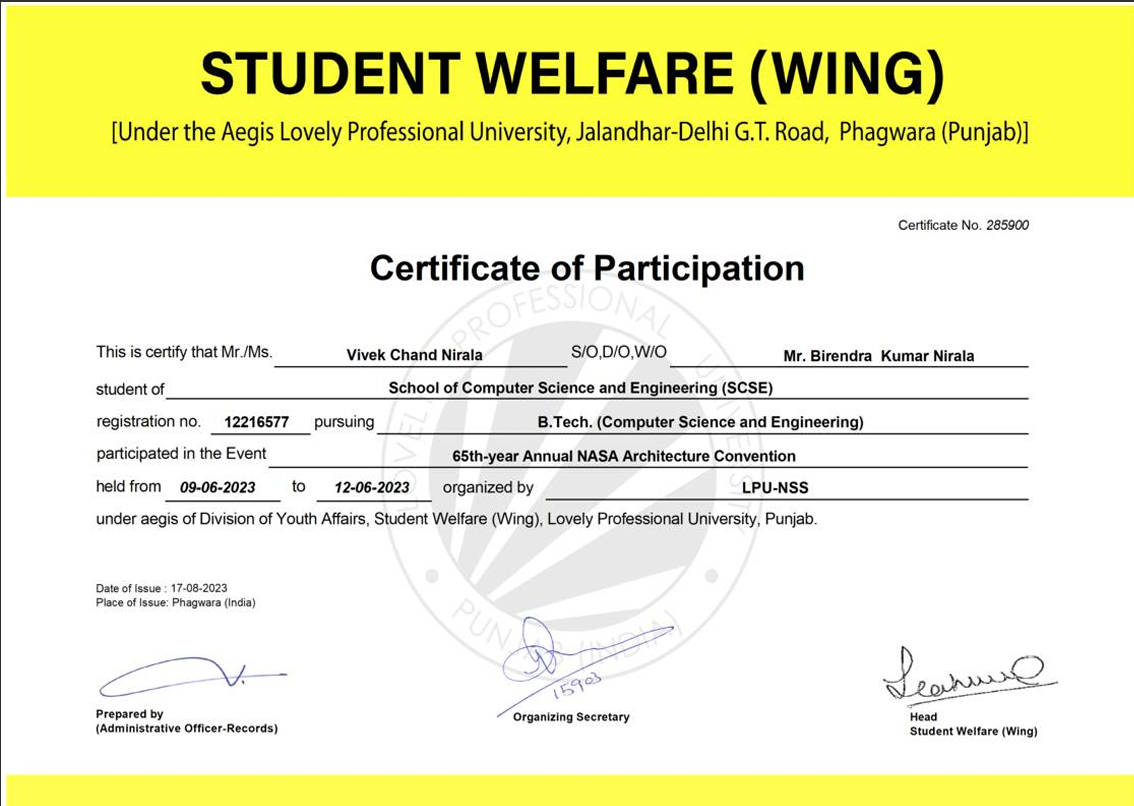 STUDENT WELFARE (WING)
[Under the Aegis Lovely Professional University, Jalandhar-Delhi G.T. Road, Phagwara (Punjab)]
Certificate No. 285900
Certificate of Participation
This is certify that Mr./Ms. Vivek Chand Nirala S/O,D/O,W/O Mr. Birendra Kumar Nirala
student of School of Computer Science and Engineering (SCSE)
registration no. 12216577 pursuing B.Tech. (Computer Science and Engineering)
participated in the Event 65th-year Annual NASA Architecture Convention
held from 09-06-2023 to 12-06-2023 organized by LPU-NSS
under aegis of Division of Youth Affairs, Student Welfare (Wing), Lovely Professional University, Punjab.
LOVELY PROFESSIONAL UNIVERSITY
PUNJAB (INDIA)
Date of Issue : 17-08-2023
Place of Issue: Phagwara (India)
15903
Prepared by
(Administrative Officer-Records)
Organizing Secretary
Head
Student Welfare (Wing)